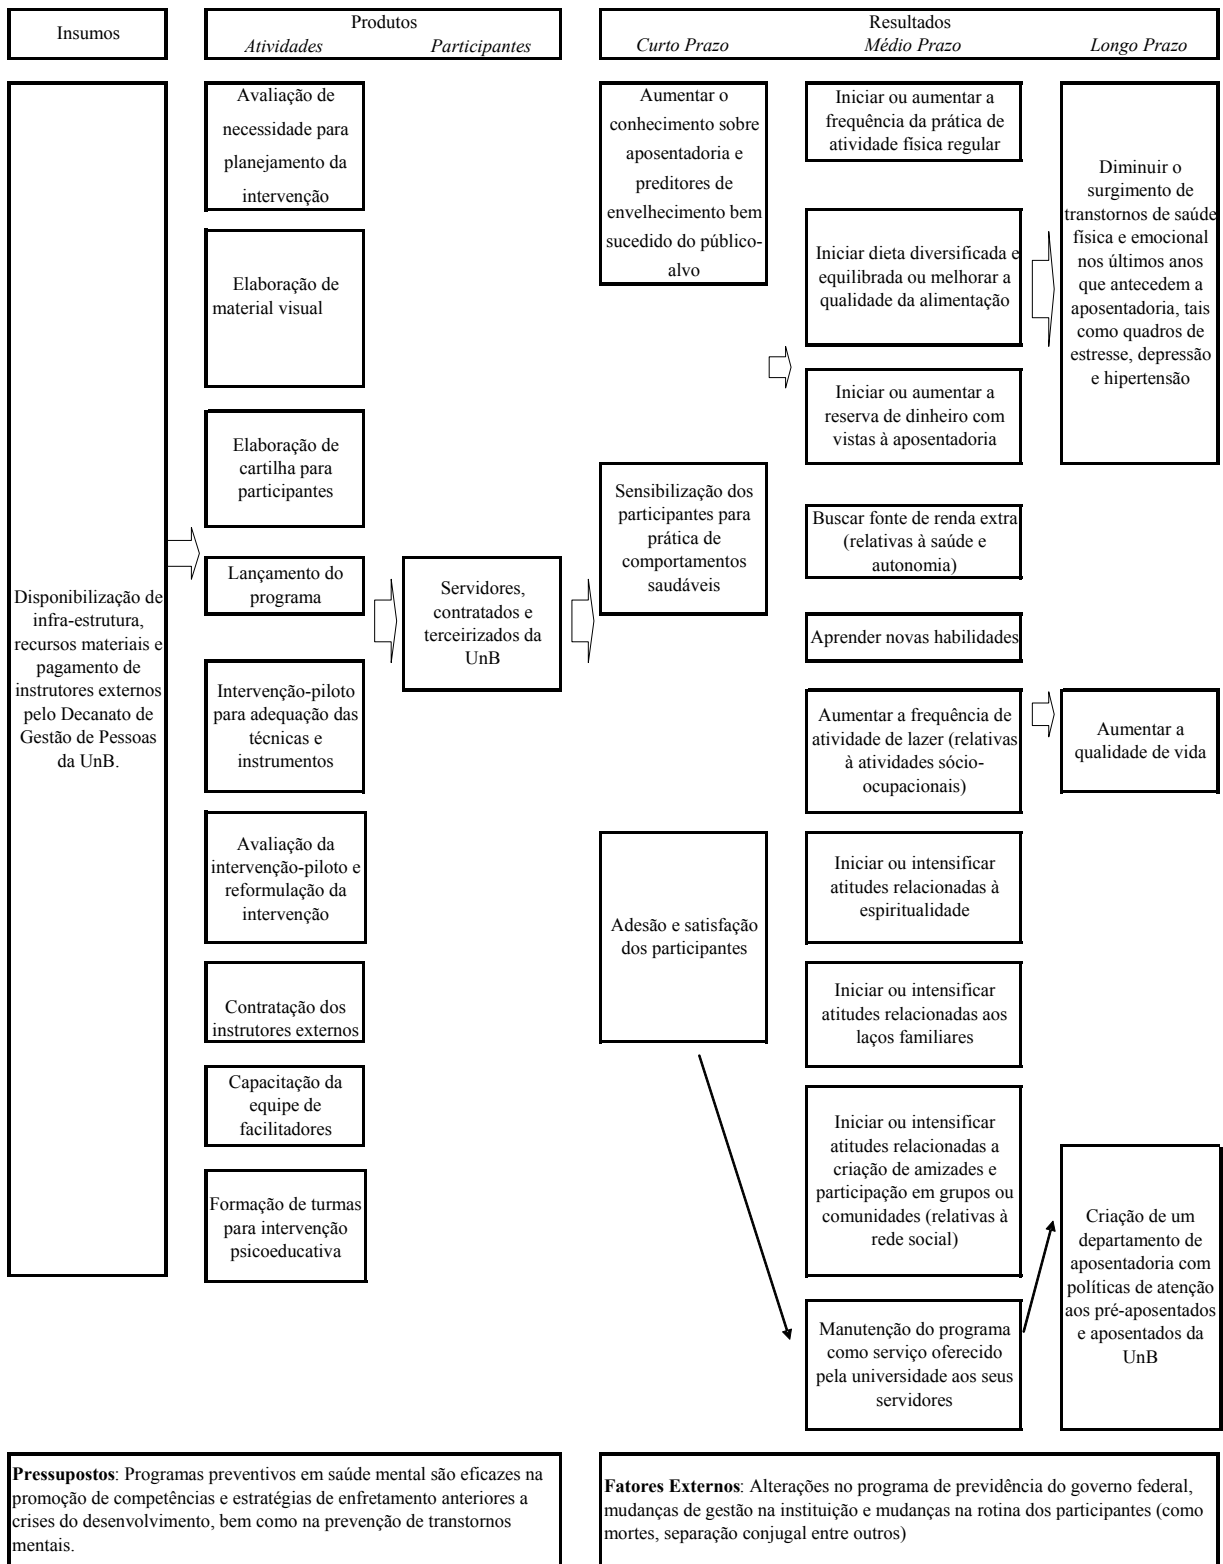 Insumos
Produtos
Atividades
Participantes
Resultados
Curto Prazo
Médio Prazo
Longo Prazo
Disponibilização de
infra-estrutura,
recursos materiais e
pagamento de
instrutores externos
pelo Decanato de
Gestão de Pessoas
da UnB.
Avaliação de
necessidade para
planejamento da
intervenção
Elaboração de
material visual
Elaboração de
cartilha para
participantes
Lançamento do
programa
Intervenção-piloto
para adequação das
técnicas e
instrumentos
Avaliação da
intervenção-piloto e
reformulação da
intervenção
Contratação dos
instrutores externos
Capacitação da
equipe de
facilitadores
Formação de turmas
para intervenção
psicoeducativa
Servidores,
contratados e
terceirizados da
UnB
Aumentar o
conhecimento sobre
aposentadoria e
preditores de
envelhecimento bem
sucedido do público-
alvo
Sensibilização dos
participantes para
prática de
comportamentos
saudáveis
Adesão e satisfação
dos participantes
Iniciar ou aumentar a
frequência da prática de
atividade física regular
Iniciar dieta diversificada e
equilibrada ou melhorar a
qualidade da alimentação
Iniciar ou aumentar a
reserva de dinheiro com
vistas à aposentadoria
Buscar fonte de renda extra
(relativas à saúde e
autonomia)
Aprender novas habilidades
Aumentar a frequência de
atividade de lazer (relativas
à atividades sócio-
ocupacionais)
Iniciar ou intensificar
atitudes relacionadas à
espiritualidade
Iniciar ou intensificar
atitudes relacionadas aos
laços familiares
Iniciar ou intensificar
atitudes relacionadas a
criação de amizades e
participação em grupos ou
comunidades (relativas à
rede social)
Manutenção do programa
como serviço oferecido
pela universidade aos seus
servidores
Diminuir o
surgimento de
transtornos de saúde
física e emocional
nos últimos anos
que antecedem a
aposentadoria, tais
como quadros de
estresse, depressão
e hipertensão
Aumentar a
qualidade de vida
Criação de um
departamento de
aposentadoria com
políticas de atenção
aos pré-aposentados
e aposentados da
UnB
Pressupostos: Programas preventivos em saúde mental são eficazes na
promoção de competências e estratégias de enfretamento anteriores a
crises do desenvolvimento, bem como na prevenção de transtornos
mentais.
Fatores Externos: Alterações no programa de previdência do governo federal,
mudanças de gestão na instituição e mudanças na rotina dos participantes (como
mortes, separação conjugal entre outros)